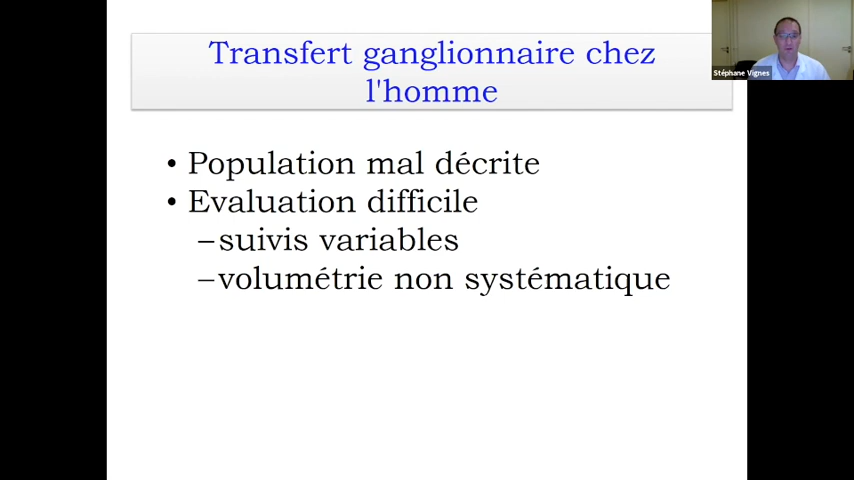 Transfert ganglionnaire chez
l'homme
• Population mal décrite
• Evaluation difficile
–suivis variables
–volumétrie non systématique
Stéphane Vignes